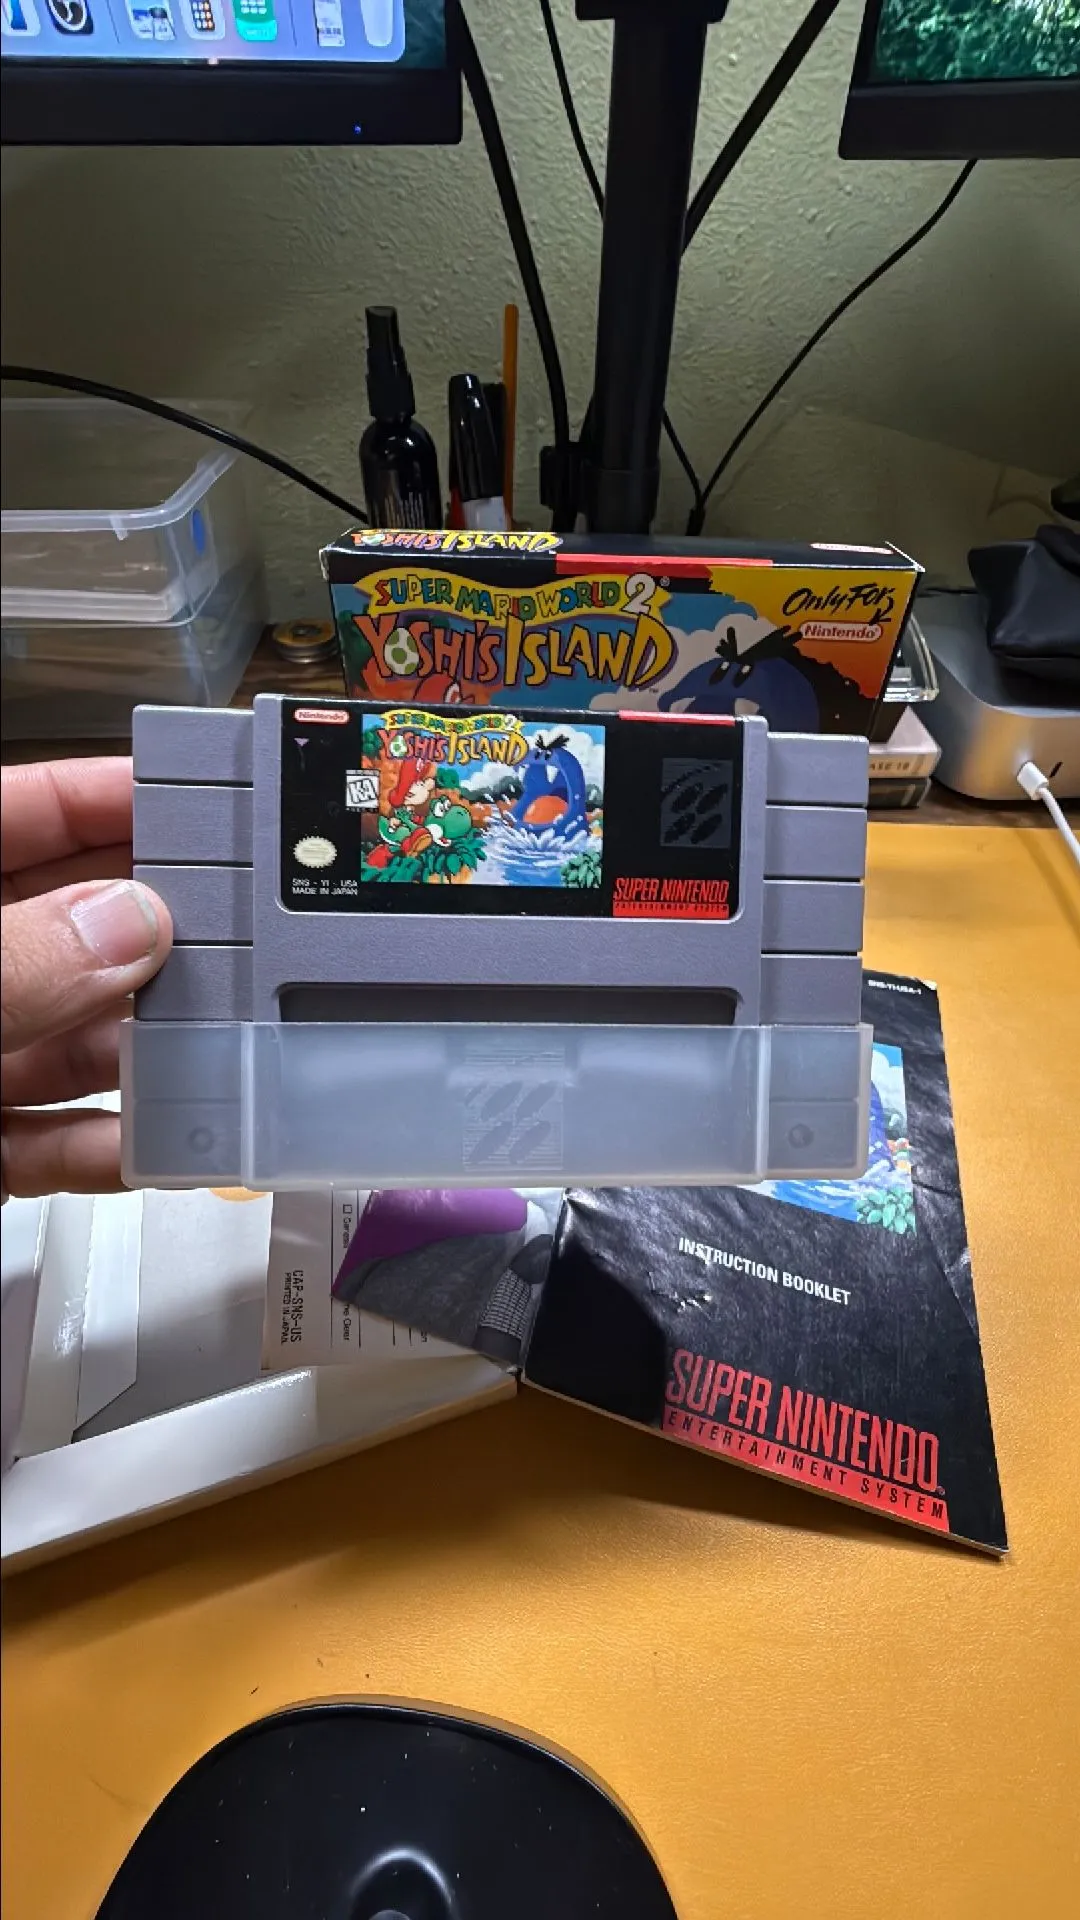 YOSHI'S ISLAND
SUPER MARIO WORLD 2
YOSHI'S ISLAND
TM
Only For
Nintendo
Nintendo
SUPER MARIO WORLD 2
YOSHI'S ISLAND
KA
SNS - YI - USA
MADE IN JAPAN
SUPER NINTENDO
ENTERTAINMENT SYSTEM
INSTRUCTION BOOKLET
SUPER NINTENDO
ENTERTAINMENT SYSTEM
CAP-SNS-US
PRINTED IN JAPAN